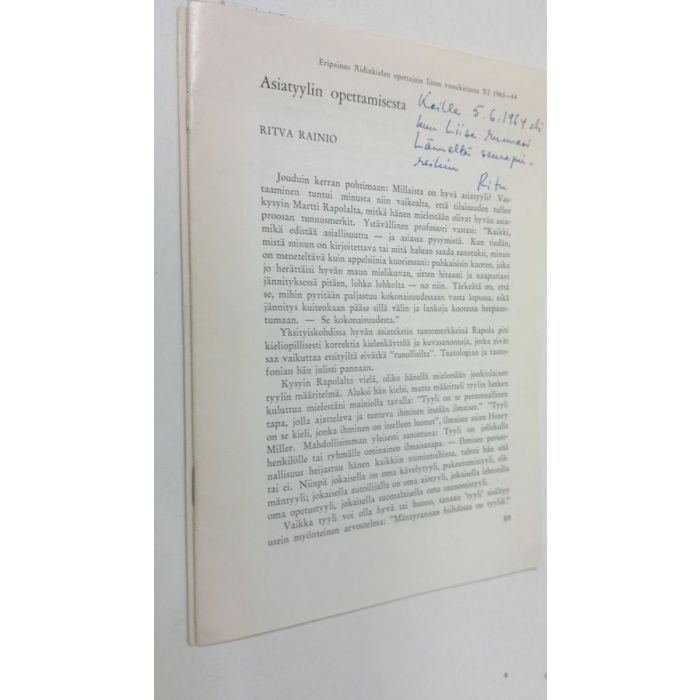 Eripainos Äidinkielen opettajain liiton vuosikirjasta XI 1963—64
Asiatyylin opettamisesta
Keille 5.6.1964 eli
kun Liisa
RITVA RAINIO
Ritu
Jouduin kerran pohtimaan: Millaista on hyvä asiatyyli? Vas-
taaminen tuntui minusta niin vaikealta, että tilaisuuden tullen
kysyin Martti Rapolalta, mitkä hänen mielestään olivat hyvän asia-
proosan tunnusmerkit. Ystävällinen professori vastasi: "Kaikki,
mikä edistää asiallisuutta — ja asiassa pysymistä. Kun tiedän,
mistä minun on kirjoitettava tai mitä haluan saada sanotuksi, minun
on meneteltävä kuin appelsiinia kuoriessani: puhkaisisin kuoren, joka
jo herättäisi hyvän maun mielikuvan, sitten hitaasti ja naapuriani
jännityksessä pitäen, lohko lohkolta — no niin. Tärkeätä on, että
se, mihin pyritään paljastuu kokonaisuudessaan vasta lopussa, eikä
jännitys kuitenkaan pääse sillä välin ja lankoja kootessa herpaan-
tumaan. — Se kokonaisuudesta."
Yksityiskohdissa hyvän asiatekstin tuntomerkkeinä Rapola piti
kieliopillisesti korrektia kielenkäyttöä ja kuvasanontoja, jotka eivät
saa vaikuttaa etsityiltä eivätkä "runollisilta". Taatologian ja tauto-
fonian hän julisti pannaan.
Kysyin Rapolalta vielä, oliko hänellä mielessään jonkinlainen
tyylin määritelmä. Aluksi hän kielsi, mutta määritteli tyylin hetken
kuluttua mielestäni mainiolla tavalla: "Tyyli on se persoonallinen
tapa, jolla ajatteleva ja tunteva ihminen itseään ilmaisee." "Tyyli
on se kieli, jonka ihminen on itselleen luonut", ilmaisee asian Henry
Miller. Mahdollisimman yleisesti sanottuna: Tyyli on jollekulle
henkilölle tai ryhmälle ominainen ilmaisutapa. — Ihmisen persoo-
nallisuus heijastuu hänen kaikkiin toimintoihinsa, tahtoi hän sitä
tai ei. Niinpä jokaisella on oma kävelytyyli, pukeutumistyyli, elä-
mäntyyli; jokaisella autoilijalla on oma ajotyyli, jokaisella lehtorilla
oma opetustyyli, jokaisella suomalaisella oma saunomistyyli.
Vaikka tyyli voi olla hyvä tai huono, sanaan 'tyyli' sisältyy
usein myönteinen arvostelma: "Mäntyrannan hiihdossa on tyyliä."
89